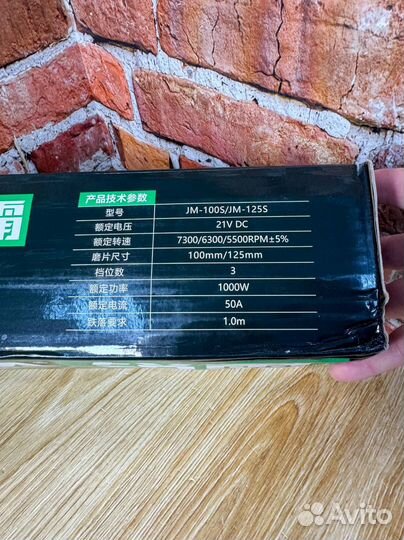 产品技术参数
型号 JM-100S/JM-125S
额定电压 21V DC
额定转速 7300/6300/5500RPM±5%
磨片尺寸 100mm/125mm
档位数 3
额定功率 1000W
额定电流 50A
跌落要求 1.0m
Avito